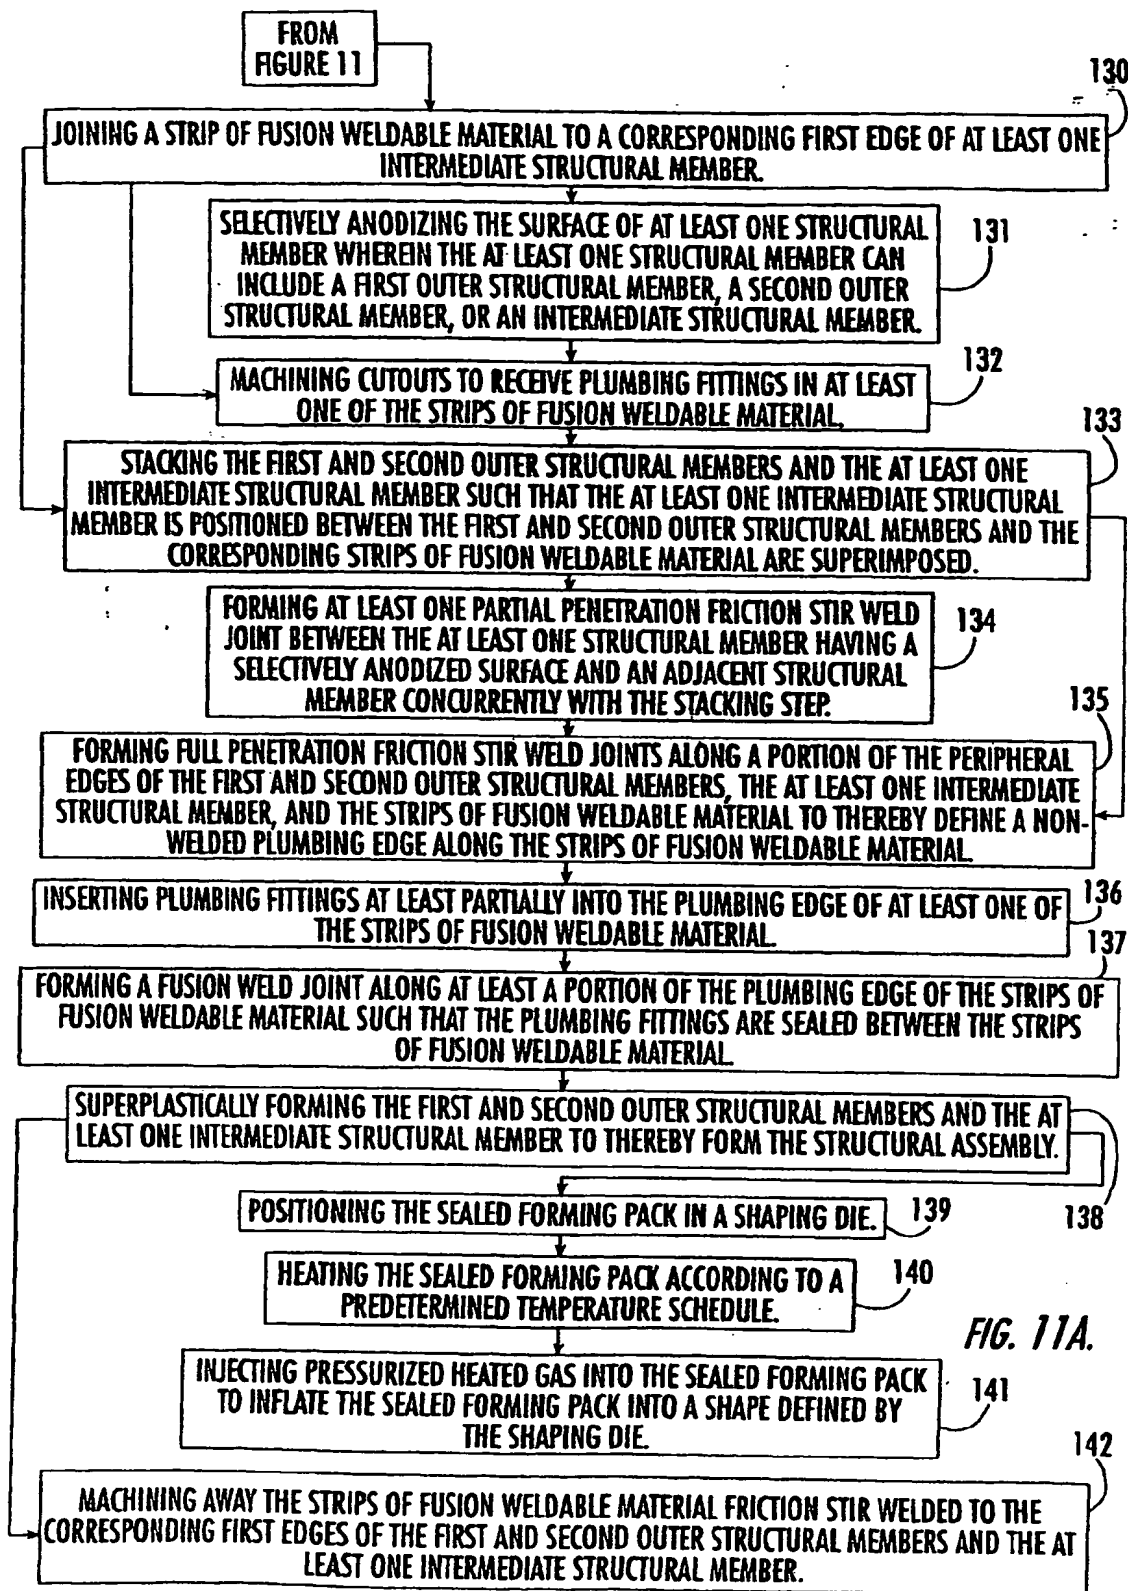 FROM
FIGURE 11
130
JOINING A STRIP OF FUSION WELDABLE MATERIAL TO A CORRESPONDING FIRST EDGE OF AT LEAST ONE
INTERMEDIATE STRUCTURAL MEMBER.
SELECTIVELY ANODIZING THE SURFACE OF AT LEAST ONE STRUCTURAL
MEMBER WHEREIN THE AT LEAST ONE STRUCTURAL MEMBER CAN
INCLUDE A FIRST OUTER STRUCTURAL MEMBER, A SECOND OUTER
STRUCTURAL MEMBER, OR AN INTERMEDIATE STRUCTURAL MEMBER.
131
MACHINING CUTOUTS TO RECEIVE PLUMBING FITTINGS IN AT LEAST
ONE OF THE STRIPS OF FUSION WELDABLE MATERIAL.
132
133
STACKING THE FIRST AND SECOND OUTER STRUCTURAL MEMBERS AND THE AT LEAST ONE
INTERMEDIATE STRUCTURAL MEMBER SUCH THAT THE AT LEAST ONE INTERMEDIATE STRUCTURAL
MEMBER IS POSITIONED BETWEEN THE FIRST AND SECOND OUTER STRUCTURAL MEMBERS AND THE
CORRESPONDING STRIPS OF FUSION WELDABLE MATERIAL ARE SUPERIMPOSED.
FORMING AT LEAST ONE PARTIAL PENETRATION FRICTION STIR WELD
JOINT BETWEEN THE AT LEAST ONE STRUCTURAL MEMBER HAVING A
SELECTIVELY ANODIZED SURFACE AND AN ADJACENT STRUCTURAL
MEMBER CONCURRENTLY WITH THE STACKING STEP.
134
135
FORMING FULL PENETRATION FRICTION STIR WELD JOINTS ALONG A PORTION OF THE PERIPHERAL
EDGES OF THE FIRST AND SECOND OUTER STRUCTURAL MEMBERS, THE AT LEAST ONE INTERMEDIATE
STRUCTURAL MEMBER, AND THE STRIPS OF FUSION WELDABLE MATERIAL TO THEREBY DEFINE A NON-
WELDED PLUMBING EDGE ALONG THE STRIPS OF FUSION WELDABLE MATERIAL.
INSERTING PLUMBING FITTINGS AT LEAST PARTIALLY INTO THE PLUMBING EDGE OF AT LEAST ONE OF
THE STRIPS OF FUSION WELDABLE MATERIAL.
136
137
FORMING A FUSION WELD JOINT ALONG AT LEAST A PORTION OF THE PLUMBING EDGE OF THE STRIPS OF
FUSION WELDABLE MATERIAL SUCH THAT THE PLUMBING FITTINGS ARE SEALED BETWEEN THE STRIPS
OF FUSION WELDABLE MATERIAL.
SUPERPLASTICALLY FORMING THE FIRST AND SECOND OUTER STRUCTURAL MEMBERS AND THE AT
LEAST ONE INTERMEDIATE STRUCTURAL MEMBER TO THEREBY FORM THE STRUCTURAL ASSEMBLY.
138
POSITIONING THE SEALED FORMING PACK IN A SHAPING DIE.
139
HEATING THE SEALED FORMING PACK ACCORDING TO A
PREDETERMINED TEMPERATURE SCHEDULE.
140
FIG. 11A.
INJECTING PRESSURIZED HEATED GAS INTO THE SEALED FORMING PACK
TO INFLATE THE SEALED FORMING PACK INTO A SHAPE DEFINED BY
THE SHAPING DIE.
141
142
MACHINING AWAY THE STRIPS OF FUSION WELDABLE MATERIAL FRICTION STIR WELDED TO THE
CORRESPONDING FIRST EDGES OF THE FIRST AND SECOND OUTER STRUCTURAL MEMBERS AND THE AT
LEAST ONE INTERMEDIATE STRUCTURAL MEMBER.